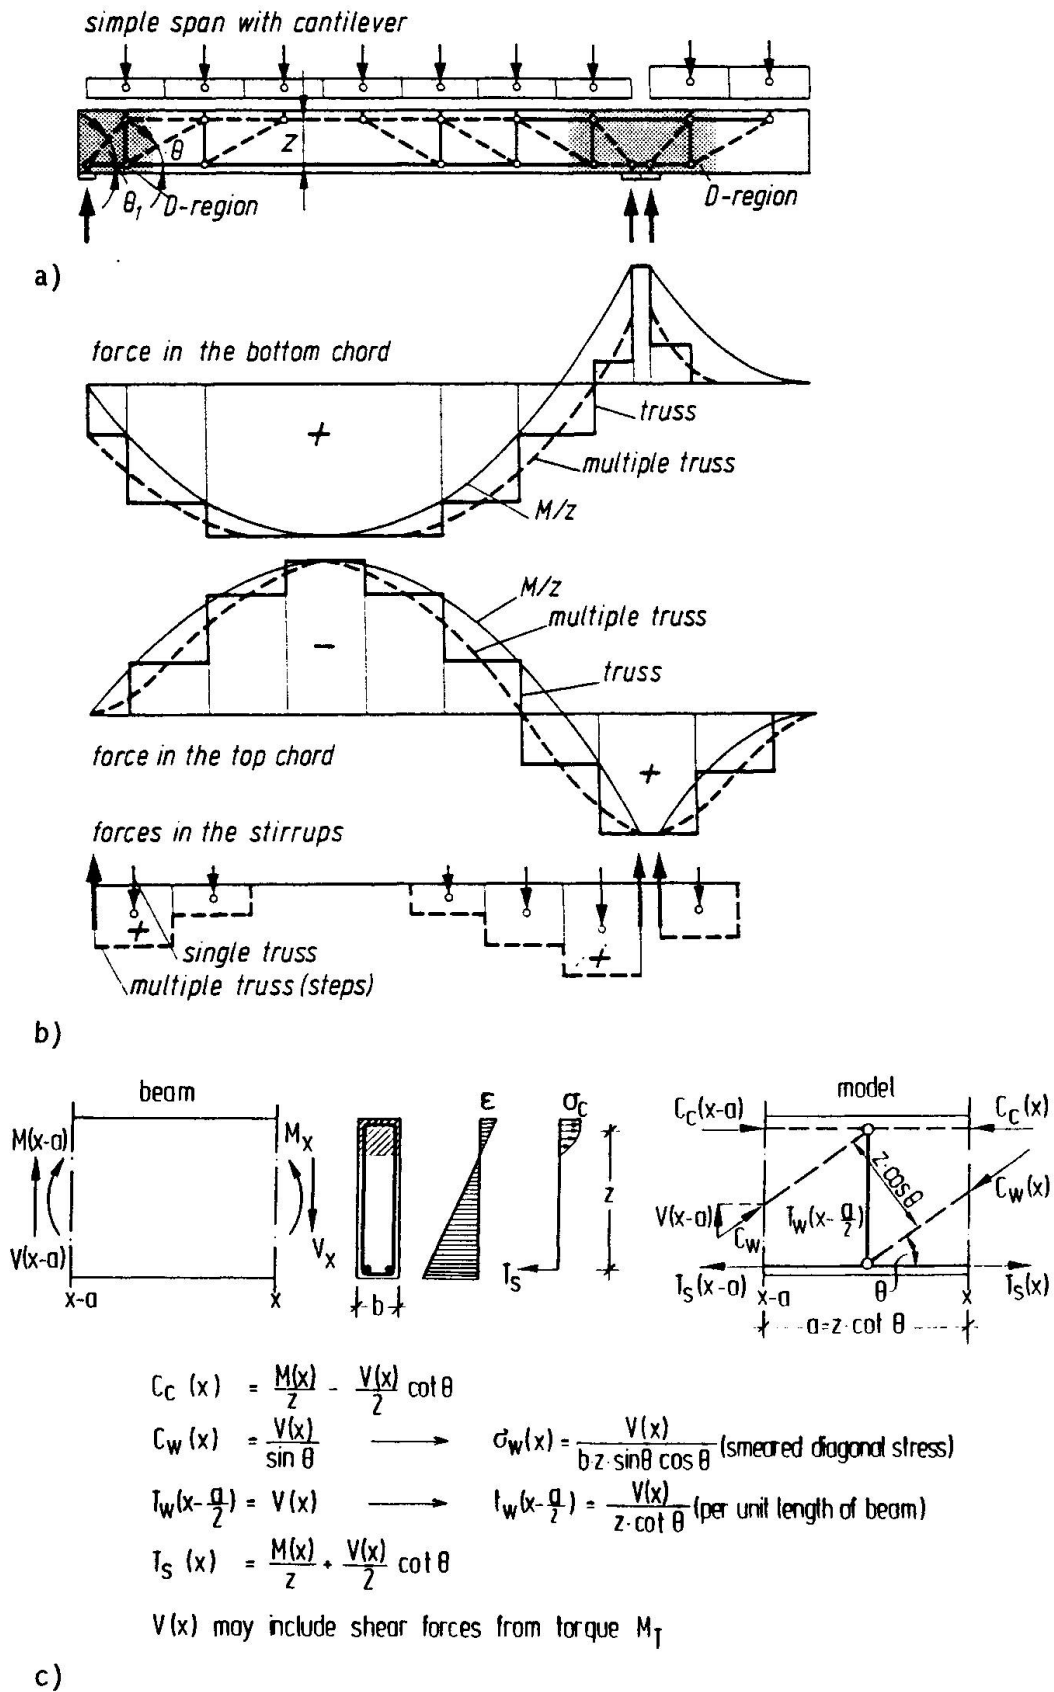 simple span with cantilever
θ
z
θ₁
D-region
D-region
a)
force in the bottom chord
+
truss
multiple truss
M/z
M/z
multiple truss
−
truss
force in the top chord
+
forces in the stirrups
+
+
single truss
multiple truss (steps)
b)
beam
ε
σc
model
Cc(x-a)
Cc(x)
M(x-a)
Mx
z
z·cosθ
Cw(x)
V(x-a)
Tw(x-a/2)
Cw
V(x-a)
Vx
Ts
Ts(x-a)
θ
Ts(x)
x-a
x
b
x-a
x
a=z·cot θ
Cc (x) = M(x)/z - V(x)/2 cotθ
Cw (x) = V(x)/sin θ → σw(x) = V(x)/b·z·sinθ cos θ (smeared diagonal stress)
Tw(x-a/2) = V(x) → tw(x-a/2) = V(x)/z·cot θ (per unit length of beam)
Ts (x) = M(x)/z + V(x)/2 cot θ
V(x) may include shear forces from torque MT
c)